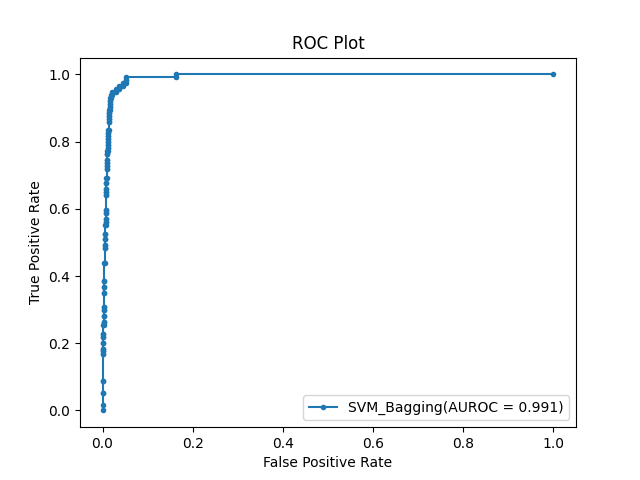 ROC Plot
True Positive Rate
1.0
0.8
0.6
0.4
0.2
0.0
SVM_Bagging(AUROC = 0.991)
0.0 0.2 0.4 0.6 0.8 1.0
False Positive Rate